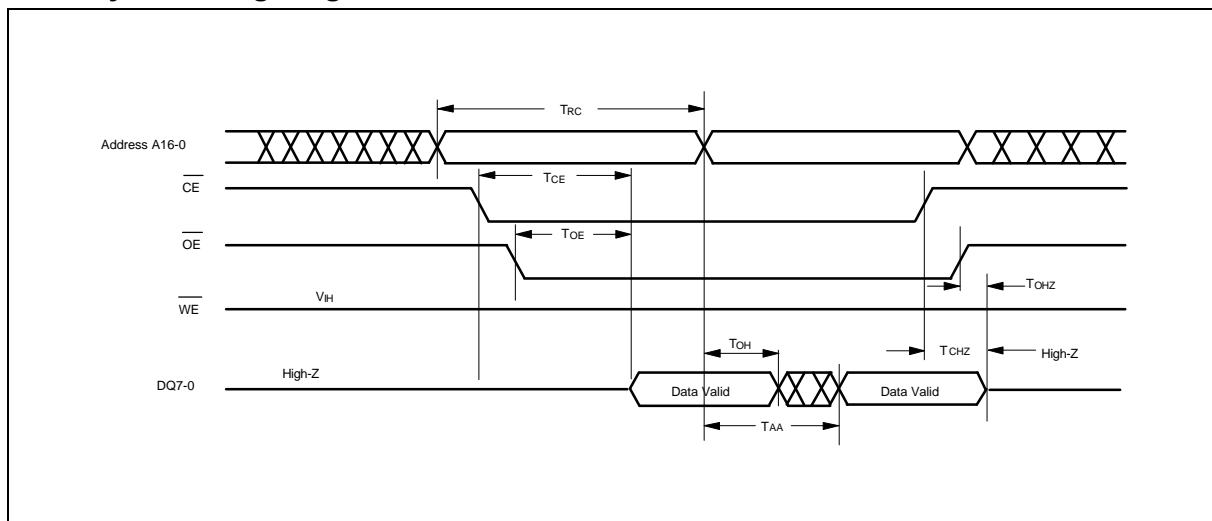 TRC
Address A16-0
CE
TCE
OE
TOE
TOHZ
WE
VIH
TOH
TCHZ
High-Z
DQ7-0
High-Z
Data Valid
Data Valid
TAA